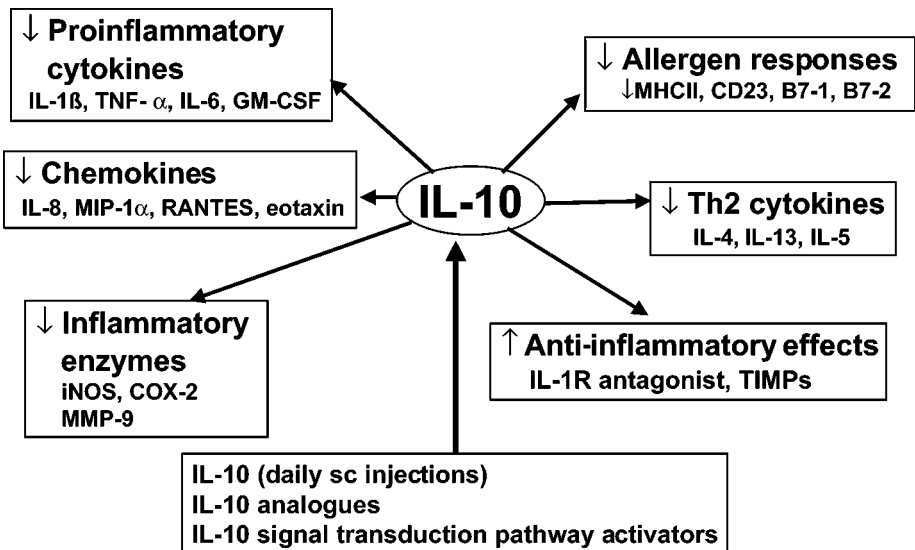 ↓ Proinflammatory
cytokines
IL-1ß, TNF- α, IL-6, GM-CSF
↓ Allergen responses
↓MHCII, CD23, B7-1, B7-2
↓ Chemokines
IL-8, MIP-1α, RANTES, eotaxin
IL-10
↓ Th2 cytokines
IL-4, IL-13, IL-5
↓ Inflammatory
enzymes
iNOS, COX-2
MMP-9
↑ Anti-inflammatory effects
IL-1R antagonist, TIMPs
IL-10 (daily sc injections)
IL-10 analogues
IL-10 signal transduction pathway activators